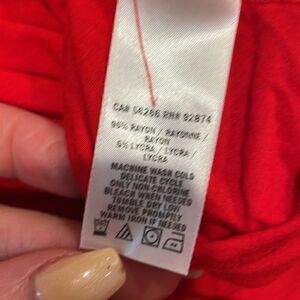 CA# 56266 RN# 92874
95% RAYON / RAYONNE /
RAYON
5% LYCRA / LYCRA /
LYCRA
MACHINE WASH COLD
DELICATE CYCLE
ONLY NON-CHLORINE
BLEACH WHEN NEEDED
TUMBLE DRY LOW
REMOVE PROMPTLY
WARM IRON IF NEEDED